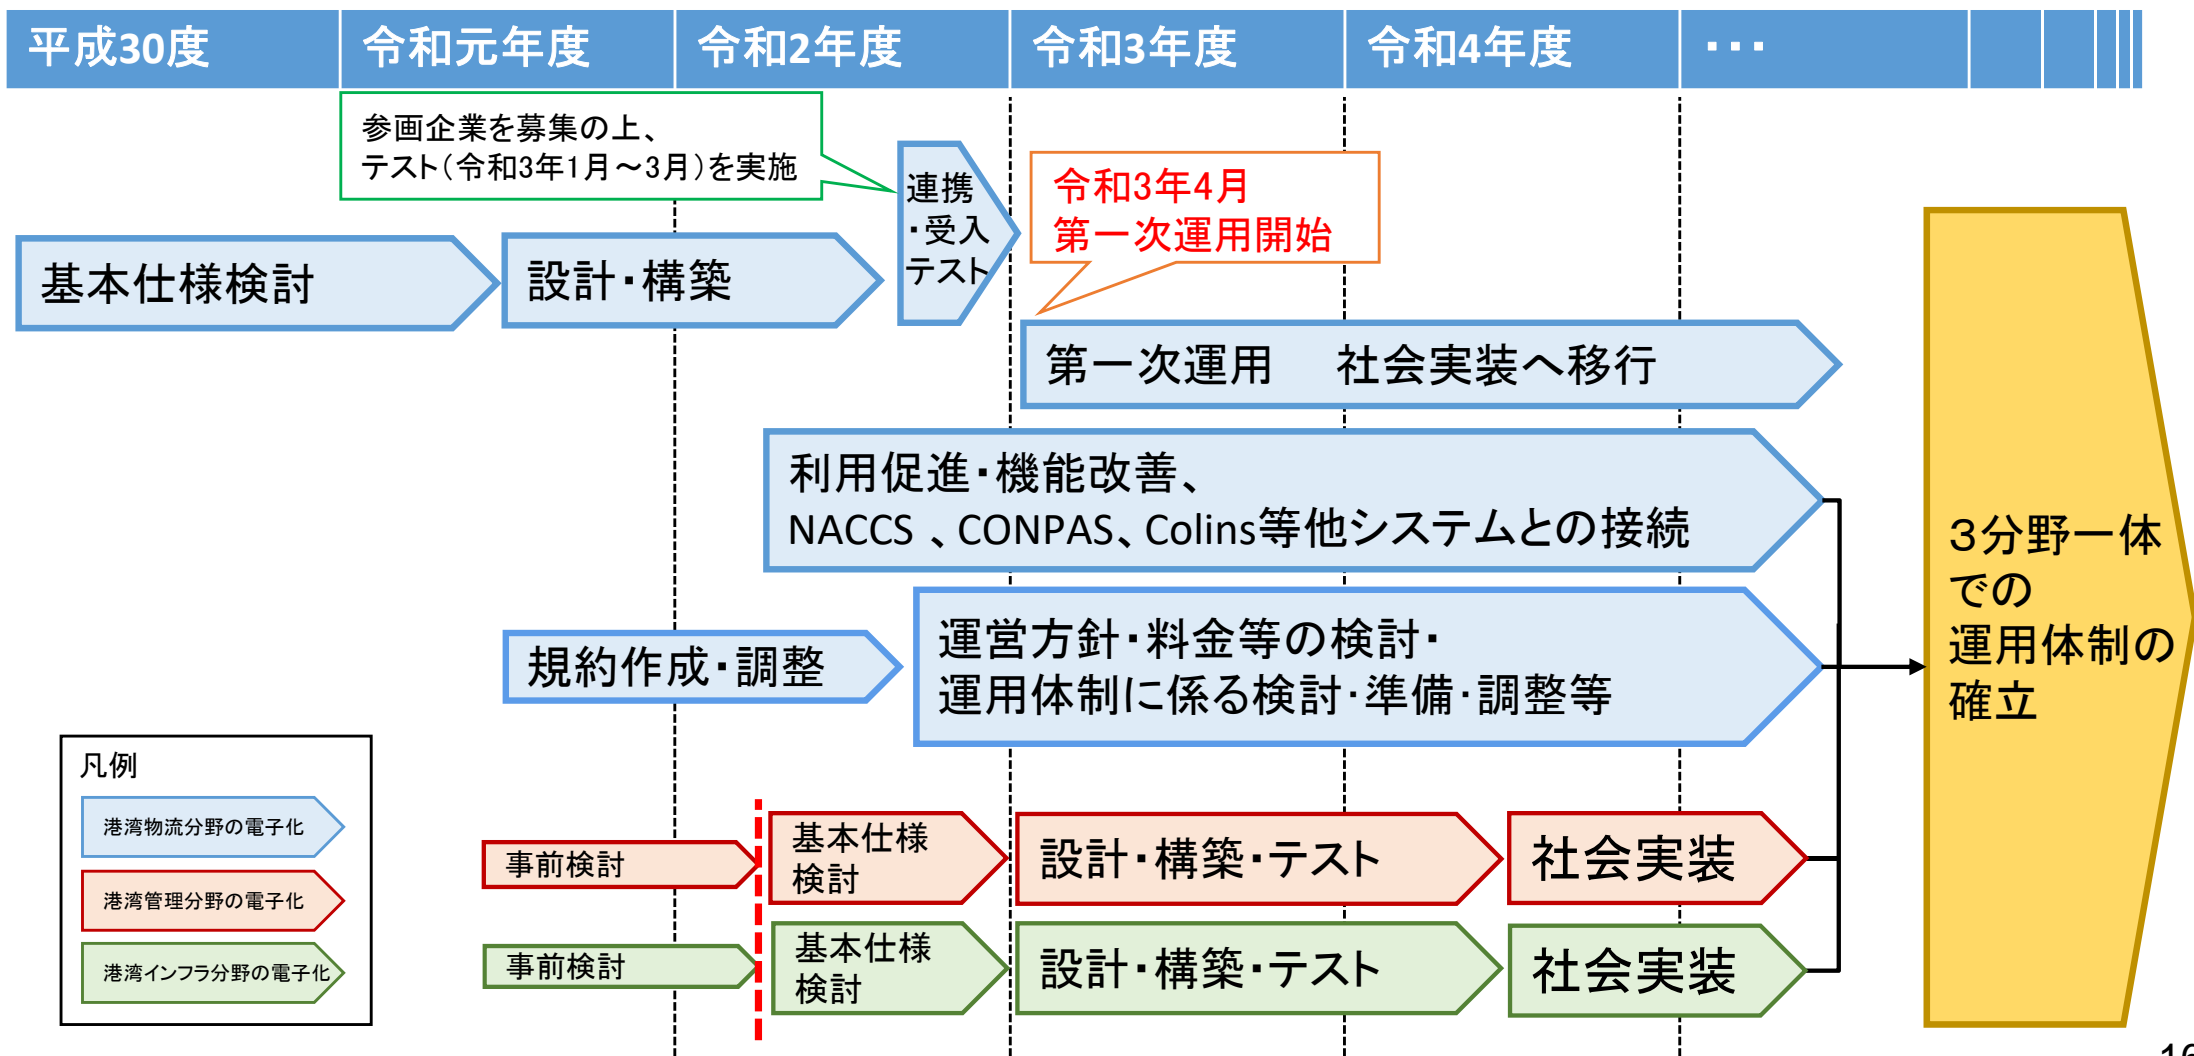 平成30度
令和元年度
令和2年度
令和3年度
令和4年度
・・・
参画企業を募集の上、
テスト(令和3年1月～3月)を実施
連携
・受入
テスト
令和3年4月
第一次運用開始
基本仕様検討
設計・構築
第一次運用　社会実装へ移行
利用促進・機能改善、
NACCS 、CONPAS、Colins等他システムとの接続
規約作成・調整
運営方針・料金等の検討・
運用体制に係る検討・準備・調整等
3分野一体
での
運用体制の
確立
凡例
港湾物流分野の電子化
港湾管理分野の電子化
港湾インフラ分野の電子化
事前検討
基本仕様
検討
設計・構築・テスト
社会実装
事前検討
基本仕様
検討
設計・構築・テスト
社会実装